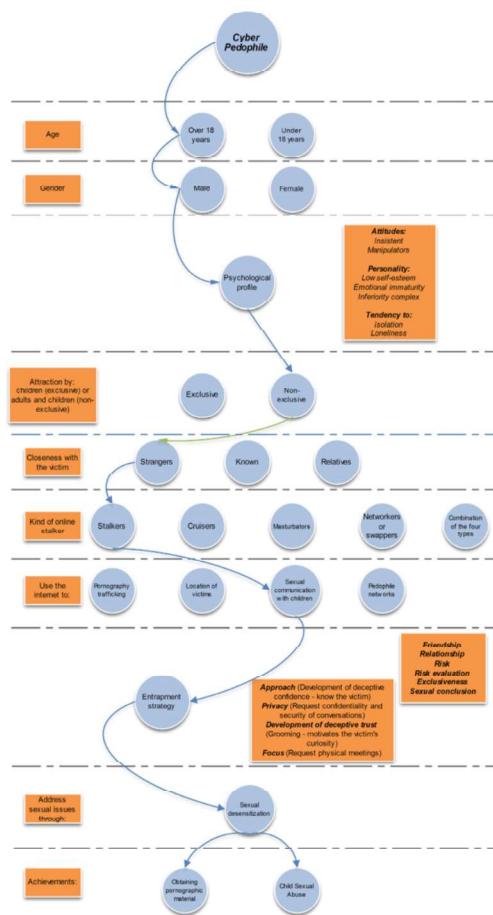 Cyber
Pedophile
Age
Over 18
years
Under
18 years
Gender
Male
Female
Attitudes:
Insistent
Manipulators
Personality:
Low self-esteem
Emotional immaturity
Inferiority complex
Tendency to:
Isolation
Loneliness
Psychological
profile
Attraction by:
children (exclusive) or
adults and children (non-
exclusive)
Exclusive
Non-
exclusive
Closeness with
the victim
Strangers
Known
Relatives
Kind of online
stalker
Stalkers
Cruisers
Masturbators
Networkers
or
swappers
Combination
of the four
types
Use the
internet to:
Pornography
trafficking
Location of
victims
Sexual
communication
with children
Pedophile
networks
Friendship
Relationship
Risk
Risk evaluation
Exclusiveness
Sexual conclusion
Entrapment
strategy
Approach (Development of deceptive
confidence - know the victim)
Privacy (Request confidentiality and
security of conversations)
Development of deceptive trust
(Grooming - motivates the victim's
curiosity)
Focus (Request physical meetings)
Address
sexual issues
through:
Sexual
desensitization
Achievements:
Obtaining
pornographic
material
Child Sexual
Abuse